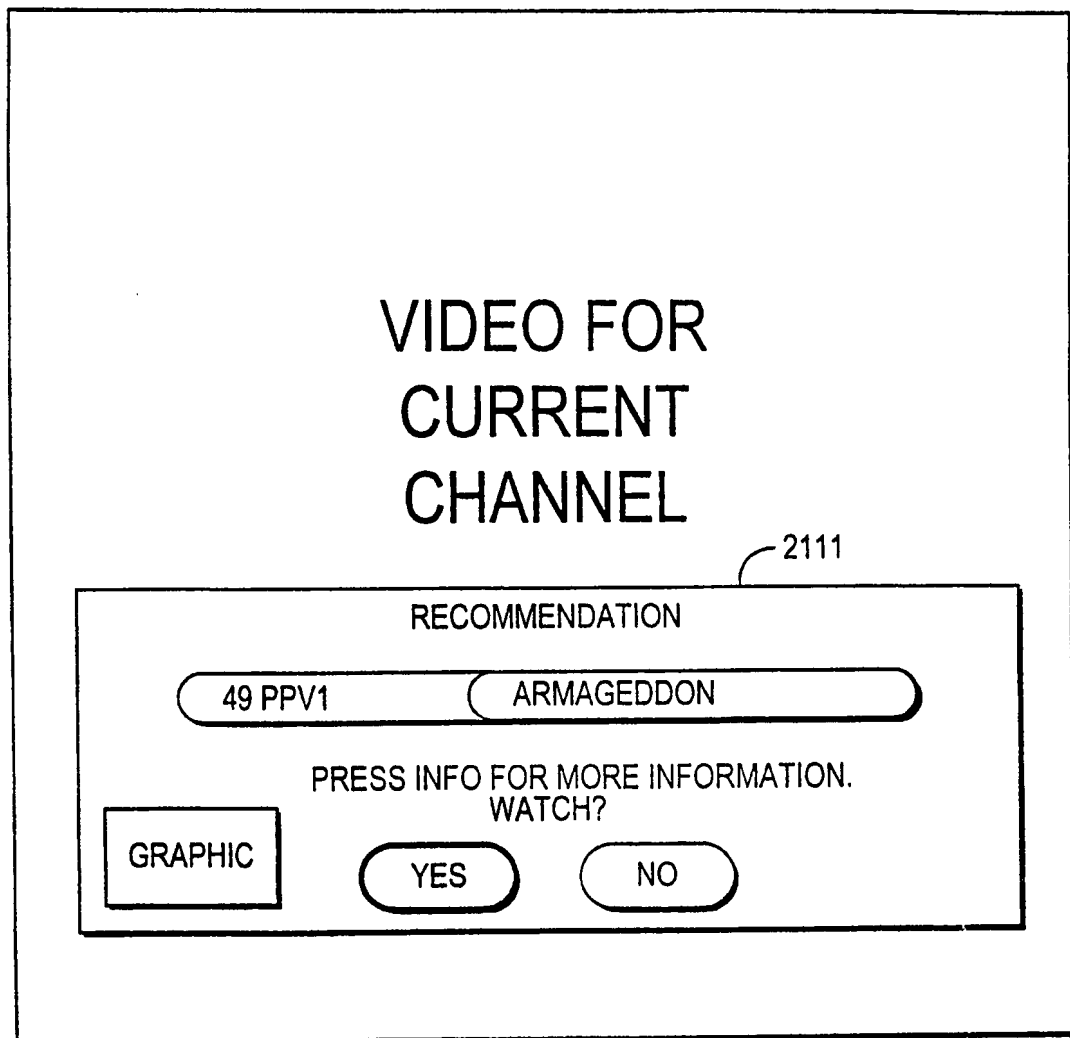 VIDEO FOR
CURRENT
CHANNEL
2111
RECOMMENDATION
49 PPV1 ARMAGEDDON
PRESS INFO FOR MORE INFORMATION.
WATCH?
GRAPHIC YES NO